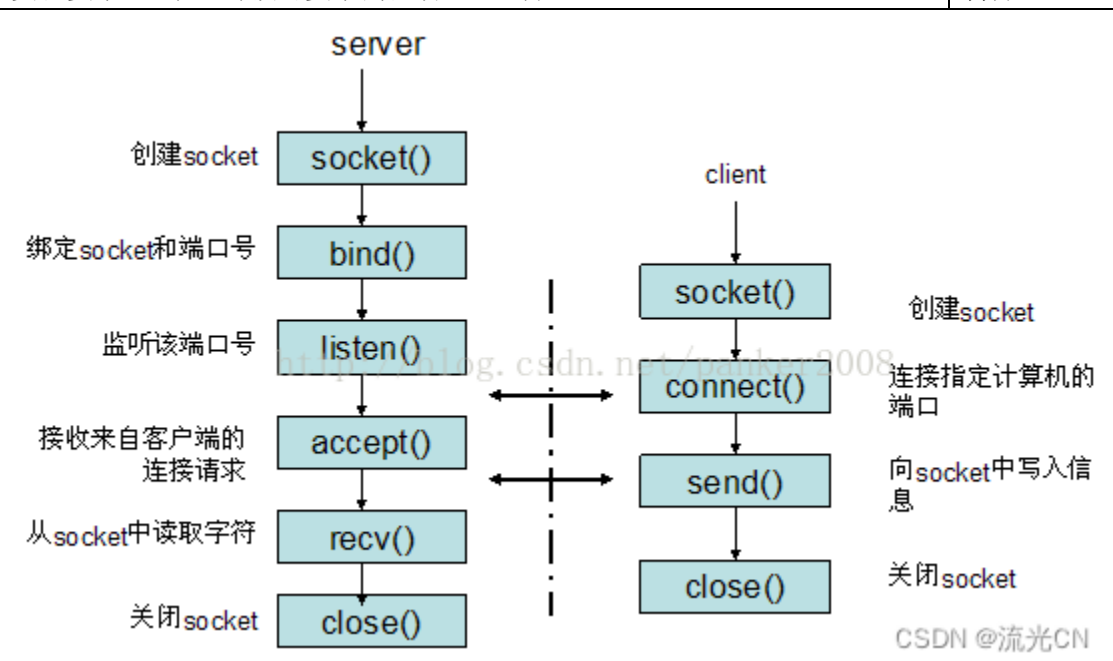 server
创建socket
socket()
绑定socket和端口号
bind()
监听该端口号
listen()
接收来自客户端的
连接请求
accept()
从socket中读取字符
recv()
关闭socket
close()
client
socket()
创建socket
connect()
连接指定计算机的
端口
send()
向socket中写入信
息
close()
关闭socket
http://blog.csdn.net/panker2008
CSDN @流光CN